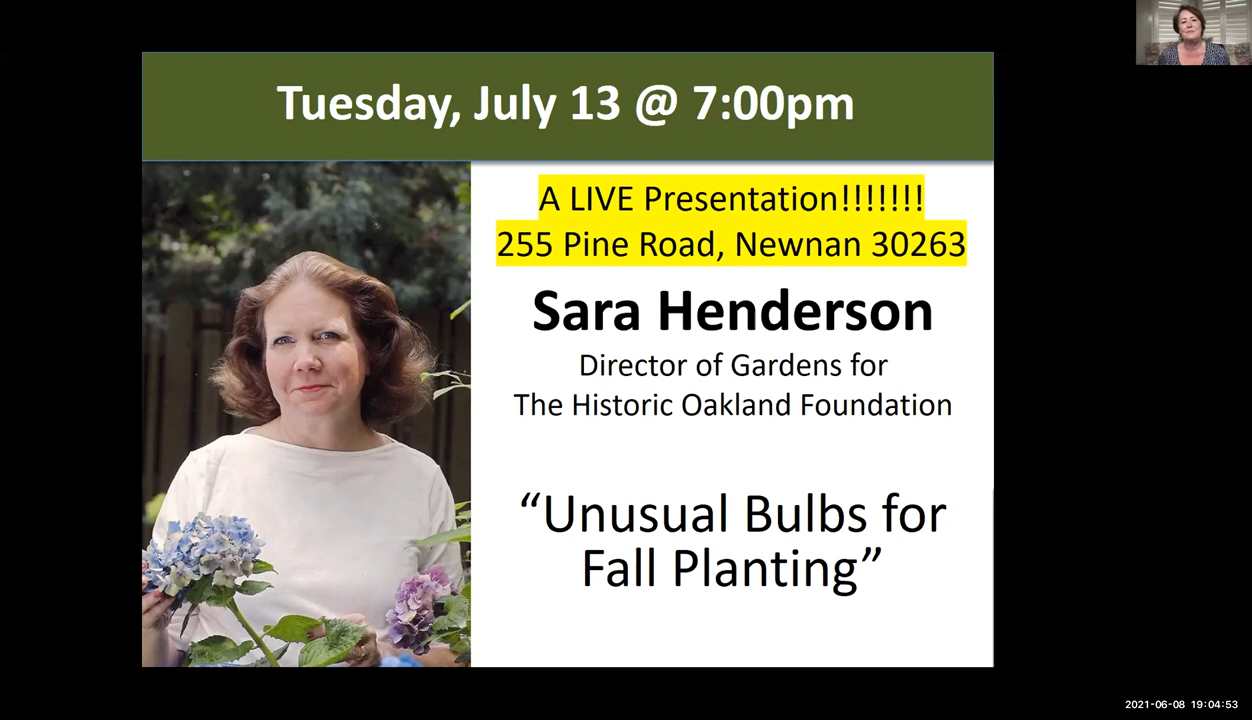 Tuesday, July 13 @ 7:00pm
A LIVE Presentation!!!!!!!
255 Pine Road, Newnan 30263
Sara Henderson
Director of Gardens for
The Historic Oakland Foundation
“Unusual Bulbs for
Fall Planting”
2021-06-08 19:04:53